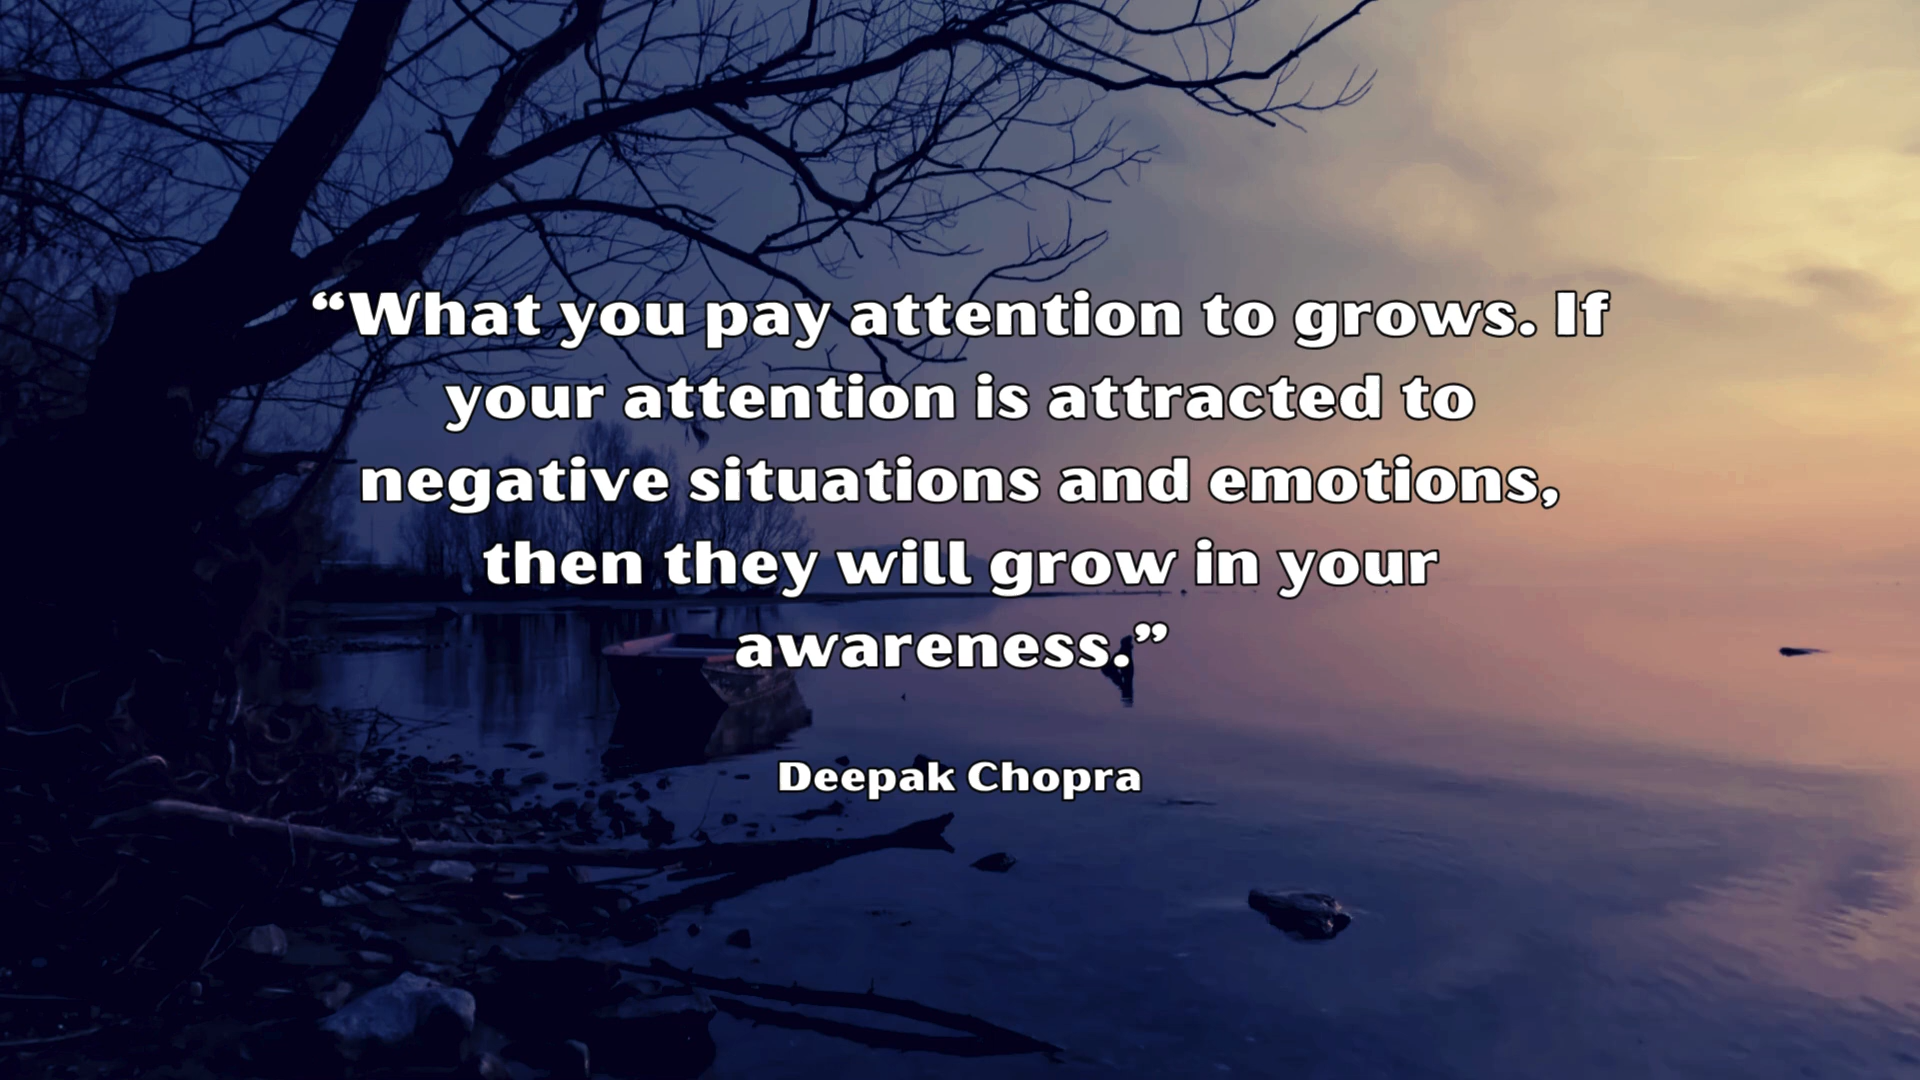 “What you pay attention to grows. If
your attention is attracted to
negative situations and emotions,
then they will grow in your
awareness.”
Deepak Chopra